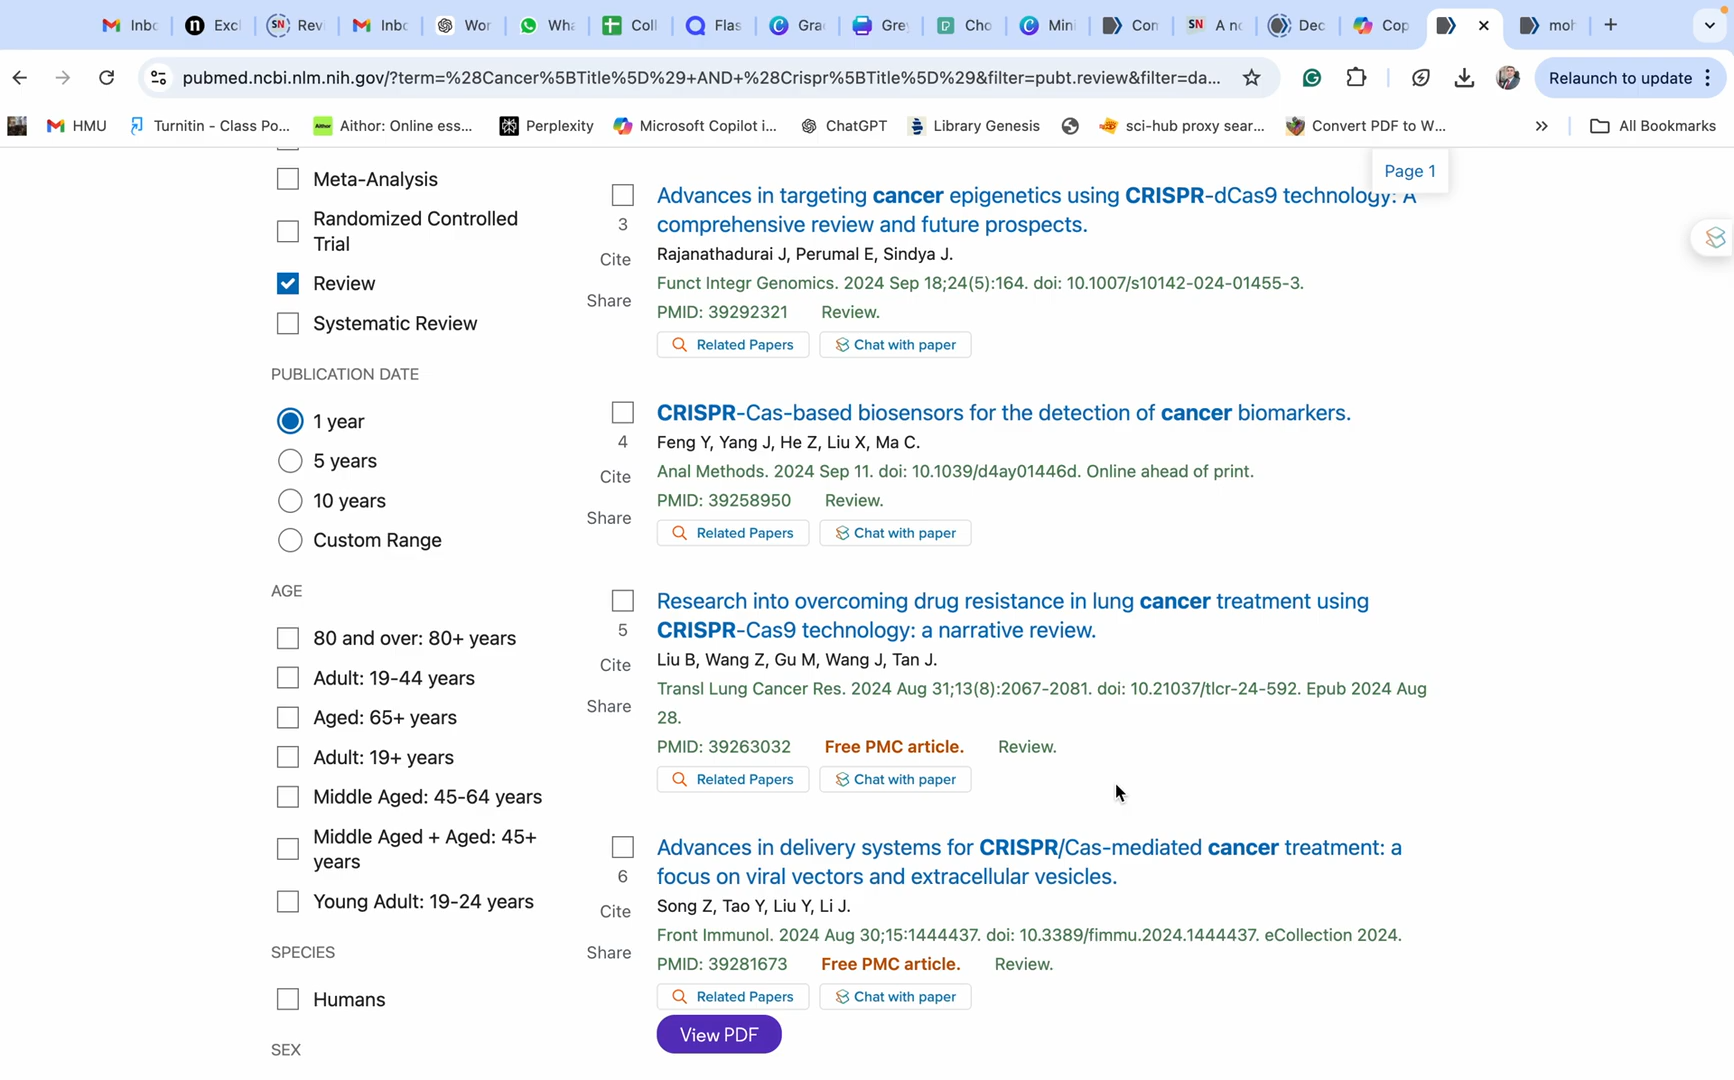 Inbc
Exc
Rev
Inbc
Wor
Wha
Coll
Flas
Grac
Grey
Cho
Mini
Con
A no
Dec
Cop
moh
pubmed.ncbi.nlm.nih.gov/?term=%28Cancer%5BTitle%5D%29+AND+%28Crispr%5BTitle%5D%29&filter=pubt.review&filter=da...
Relaunch to update
HMU
Turnitin - Class Po...
Aithor: Online ess...
Perplexity
Microsoft Copilot i...
ChatGPT
Library Genesis
sci-hub proxy sear...
Convert PDF to W...
All Bookmarks
Page 1
Meta-Analysis
Randomized Controlled
Trial
Review
Systematic Review
PUBLICATION DATE
1 year
5 years
10 years
Custom Range
AGE
80 and over: 80+ years
Adult: 19-44 years
Aged: 65+ years
Adult: 19+ years
Middle Aged: 45-64 years
Middle Aged + Aged: 45+
years
Young Adult: 19-24 years
SPECIES
Humans
SEX
Advances in targeting cancer epigenetics using CRISPR-dCas9 technology: A
comprehensive review and future prospects.
3
Cite
Share
Rajanathadurai J, Perumal E, Sindya J.
Funct Integr Genomics. 2024 Sep 18;24(5):164. doi: 10.1007/s10142-024-01455-3.
PMID: 39292321 Review.
Related Papers Chat with paper
CRISPR-Cas-based biosensors for the detection of cancer biomarkers.
4
Cite
Share
Feng Y, Yang J, He Z, Liu X, Ma C.
Anal Methods. 2024 Sep 11. doi: 10.1039/d4ay01446d. Online ahead of print.
PMID: 39258950 Review.
Related Papers Chat with paper
Research into overcoming drug resistance in lung cancer treatment using
CRISPR-Cas9 technology: a narrative review.
5
Cite
Share
Liu B, Wang Z, Gu M, Wang J, Tan J.
Transl Lung Cancer Res. 2024 Aug 31;13(8):2067-2081. doi: 10.21037/tlcr-24-592. Epub 2024 Aug
28.
PMID: 39263032 Free PMC article. Review.
Related Papers Chat with paper
Advances in delivery systems for CRISPR/Cas-mediated cancer treatment: a
focus on viral vectors and extracellular vesicles.
6
Cite
Share
Song Z, Tao Y, Liu Y, Li J.
Front Immunol. 2024 Aug 30;15:1444437. doi: 10.3389/fimmu.2024.1444437. eCollection 2024.
PMID: 39281673 Free PMC article. Review.
Related Papers Chat with paper
View PDF